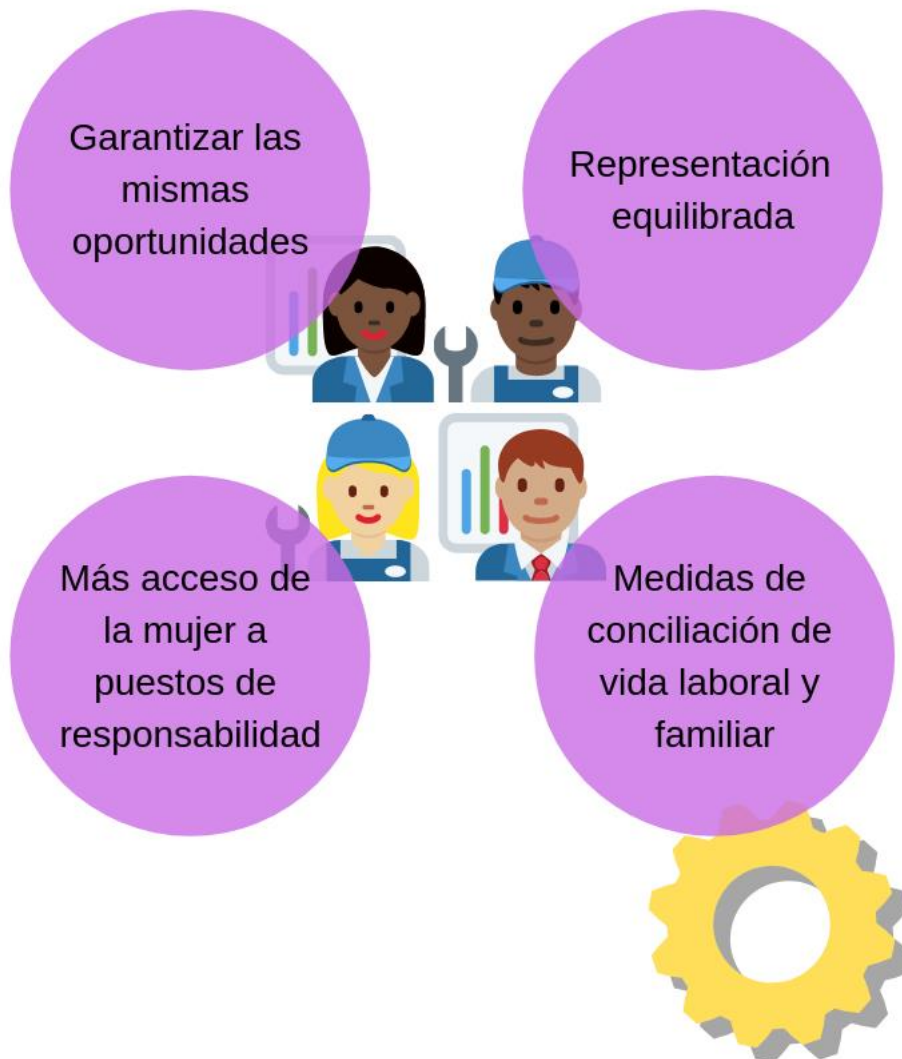 Garantizar las
mismas
oportunidades
Representación
equilibrada
Más acceso de
la mujer a
puestos de
responsabilidad
Medidas de
conciliación de
vida laboral y
familiar